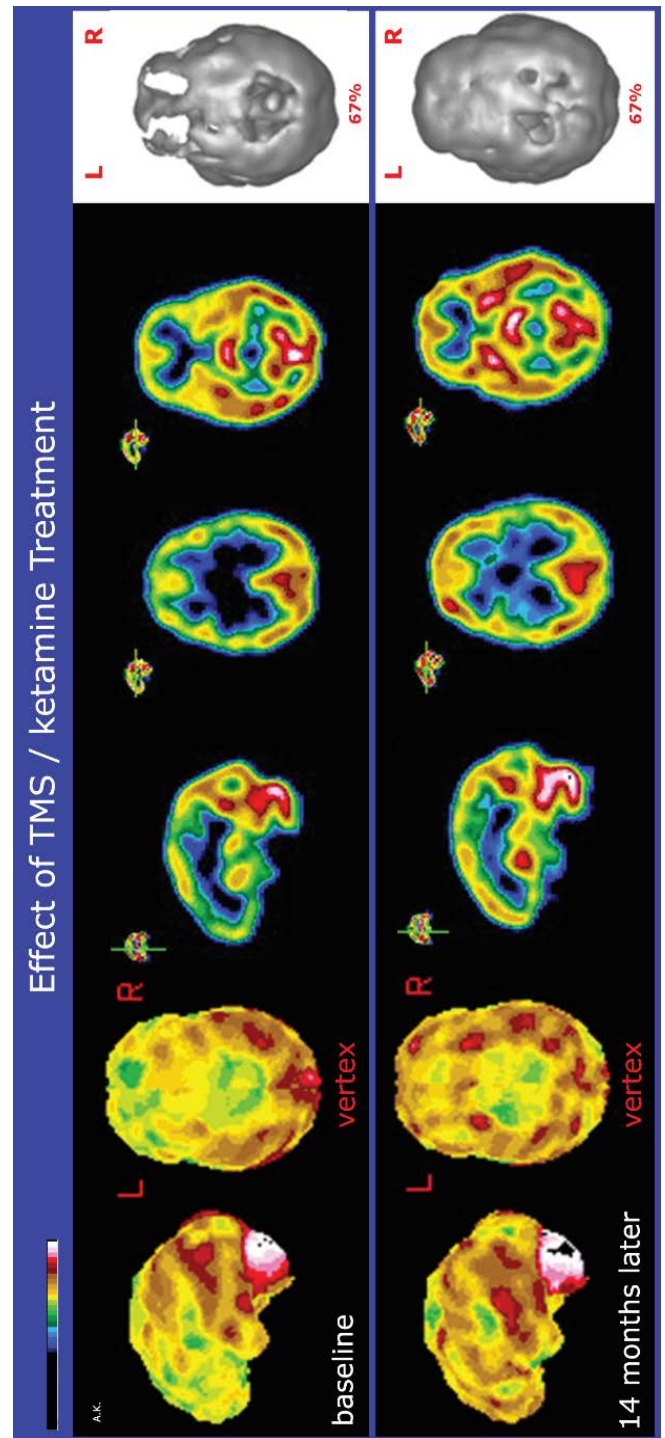 Effect of TMS / ketamine Treatment
A.K.
L R
L R
baseline
vertex
67%
L R
L R
14 months later
vertex
67%